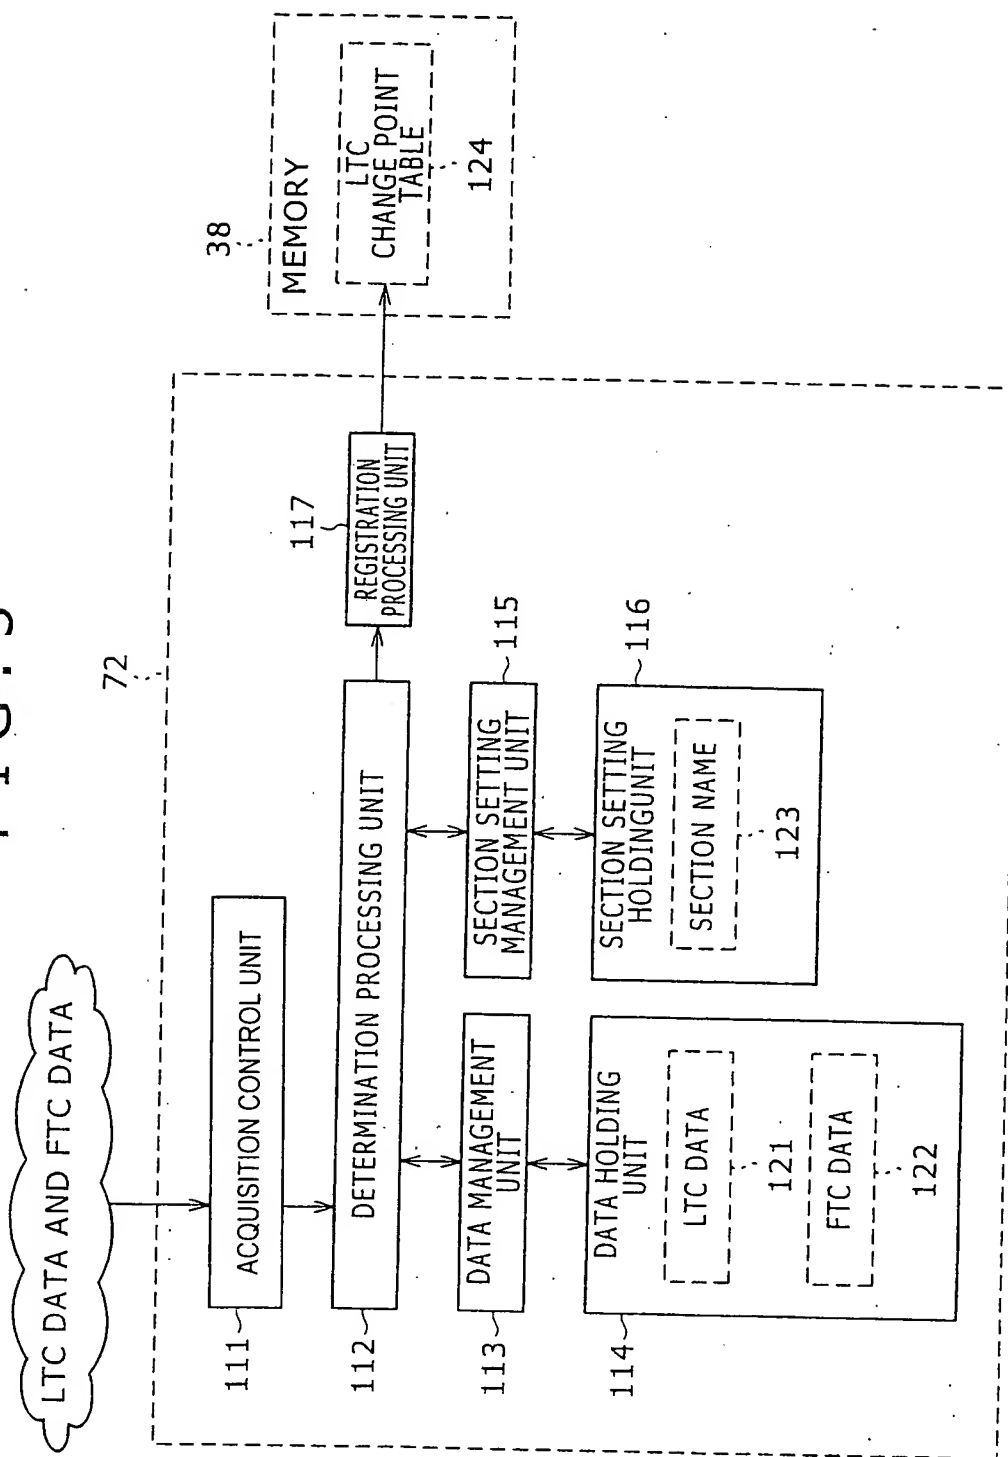 F I G .
LTC DATA AND FTC DATA
72
38
MEMORY
LTC
CHANGE POINT
TABLE
124
111
ACQUISITION CONTROL UNIT
117
REGISTRATION
PROCESSING UNIT
112
DETERMINATION PROCESSING UNIT
113
DATA MANAGEMENT
UNIT
SECTION SETTING
MANAGEMENT UNIT
115
114
DATA HOLDING
UNIT
LTC DATA
121
FTC DATA
122
SECTION SETTING
HOLDINGUNIT
116
SECTION NAME
123